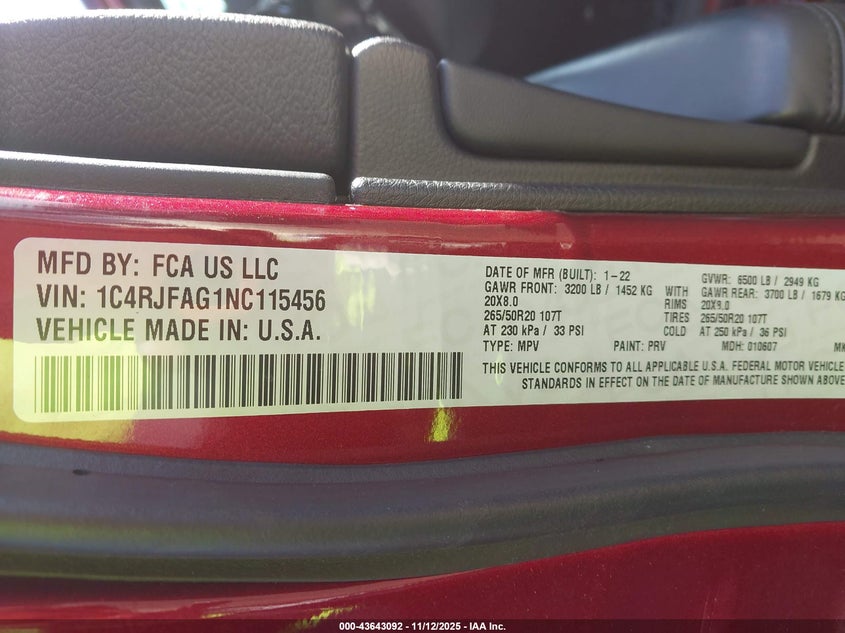 MFD BY: FCA US LLC
VIN: 1C4RJFAG1NC115456
VEHICLE MADE IN: U.S.A.
DATE OF MFR (BUILT): 1-22 GVWR: 6500 LB / 2949 KG
GAWR FRONT: 3200 LB / 1452 KG WITH GAWR REAR: 3700 LB / 1679 KG
20X8.0 RIMS 20X8.0
265/50R20 107T TIRES 265/50R20 107T
AT 230 kPa / 33 PSI COLD AT 250 kPa / 36 PSI
TYPE: MPV PAINT: PRV MDH: 010607
THIS VEHICLE CONFORMS TO ALL APPLICABLE U.S.A. FEDERAL MOTOR VEHICLE
STANDARDS IN EFFECT ON THE DATE OF MANUFACTURE SHOWN ABOVE
000-43643092 - 11/12/2025 - IAA Inc.